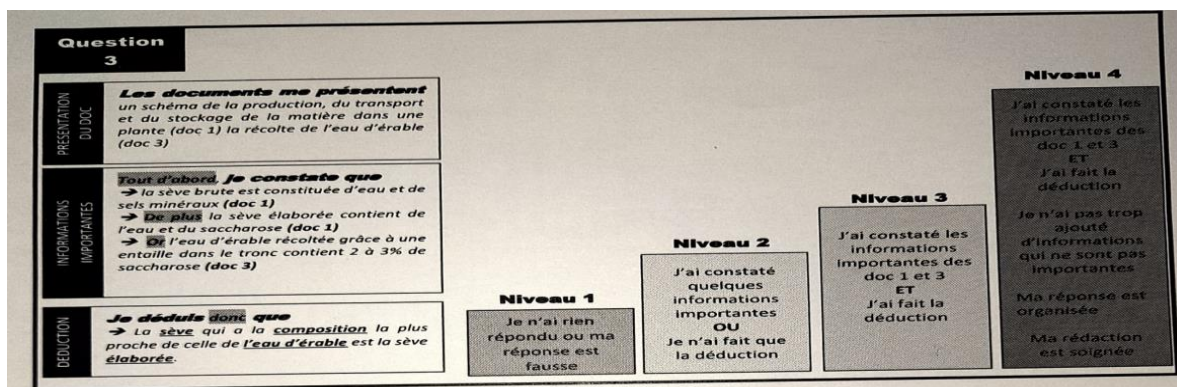 Question
3
PRESENTATION
DU DOC
Les documents me présentent
un schéma de la production, du transport
et du stockage de la matière dans une
plante (doc 1) la récolte de l'eau d'érable
(doc 3)
INFORMATIONS
IMPORTANTES
Tout d'abord, je constate que
→ la sève brute est constituée d'eau et de
sels minéraux (doc 1)
→ De plus la sève élaborée contient de
l'eau et du saccharose (doc 1)
→ Or l'eau d'érable récoltée grâce à une
entaille dans le tronc contient 2 à 3% de
saccharose (doc 3)
DEDUCTION
Je déduis donc que
→ La sève qui a la composition la plus
proche de celle de l'eau d'érable est la sève
élaborée.
Niveau 1
Je n'ai rien
répondu ou ma
réponse est
fausse
Niveau 2
J'ai constaté
quelques
informations
importantes
OU
Je n'ai fait que
la déduction
Niveau 3
J'ai constaté les
informations
importantes des
doc 1 et 3
ET
J'ai fait la
déduction
Niveau 4
J'ai constaté les
informations
importantes des
doc 1 et 3
ET
J'ai fait la
déduction
Je n'ai pas trop
ajouté
d'informations
qui ne sont pas
importantes
Ma réponse est
organisée
Ma rédaction
est soignée